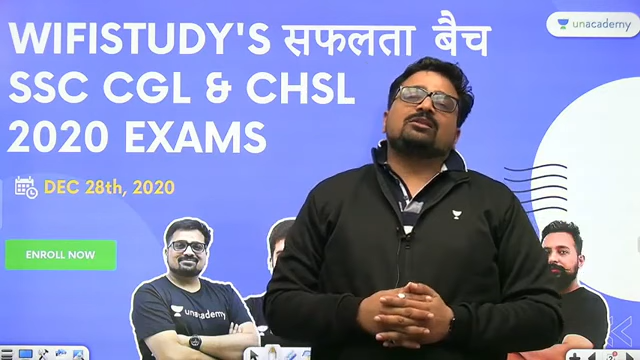 WIFISTUDY'S सफलता बैच
unacademy
SSC CGL & CHSL
2020 EXAMS
DEC 28th, 2020
ENROLL NOW
unacademy